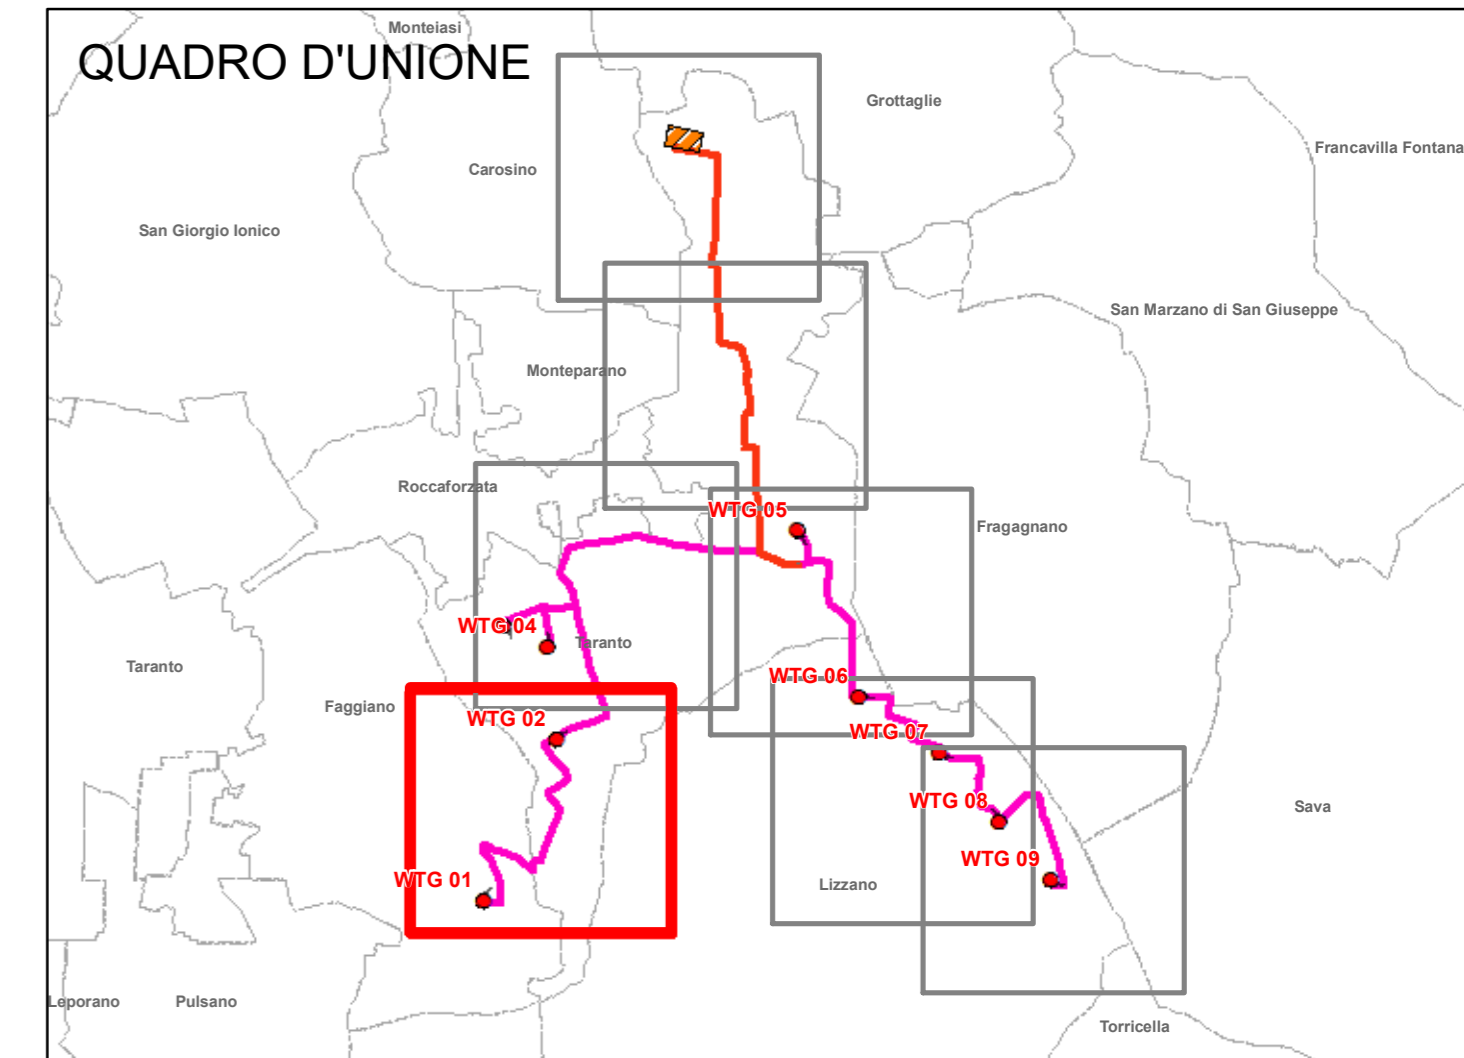 Monteiasi
QUADRO D'UNIONE
Grottaglie
Francavilla Fontana
Carosino
San Giorgio Ionico
San Marzano di San Giuseppe
Monteparano
Roccaforzata
WTG 05
Fragagnano
WTG 04
Taranto
Taranto
WTG 06
Faggiano
WTG 02
WTG 07
WTG 08
Sava
WTG 09
WTG 01
Lizzano
Leporano
Pulsano
Torricella